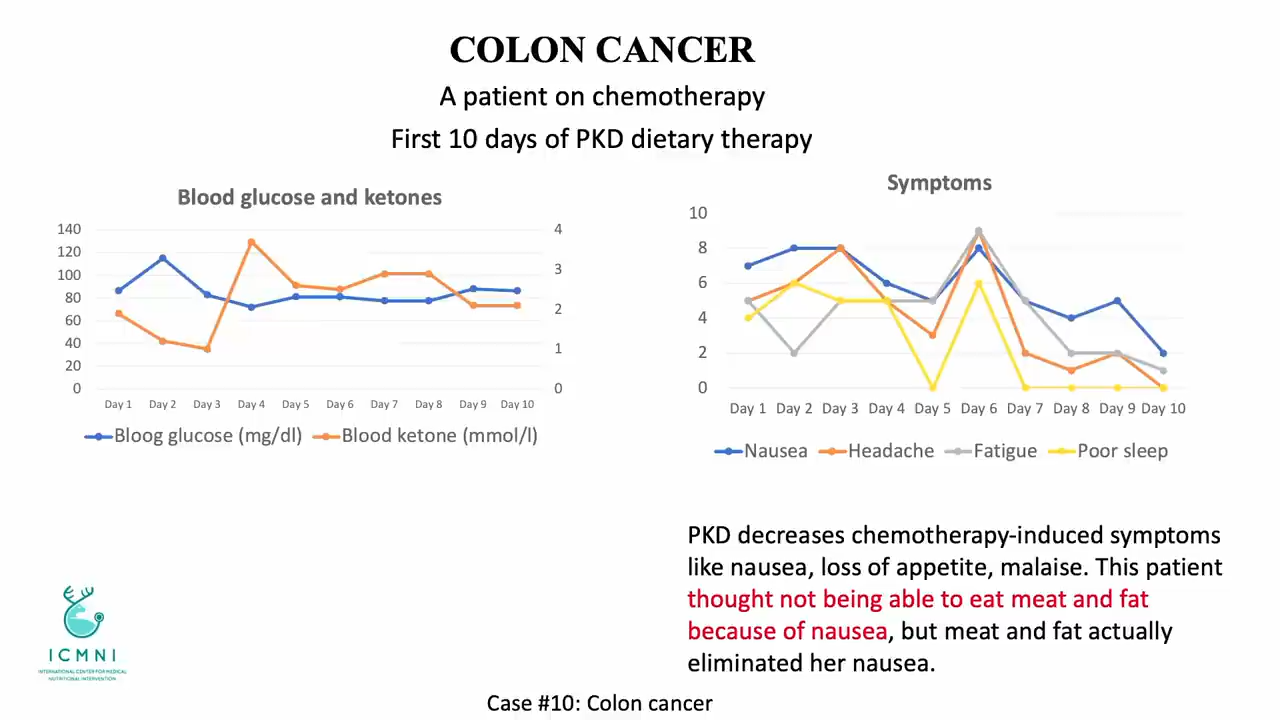 COLON CANCER
A patient on chemotherapy
First 10 days of PKD dietary therapy
Blood glucose and ketones
140
120
100
80
60
40
20
0
4
3
2
1
0
Day 1 Day 2 Day 3 Day 4 Day 5 Day 6 Day 7 Day 8 Day 9 Day 10
Bloog glucose (mg/dl) Blood ketone (mmol/l)
Symptoms
10
8
6
4
2
0
Day 1 Day 2 Day 3 Day 4 Day 5 Day 6 Day 7 Day 8 Day 9 Day 10
Nausea Headache Fatigue Poor sleep
PKD decreases chemotherapy-induced symptoms
like nausea, loss of appetite, malaise. This patient
thought not being able to eat meat and fat
because of nausea, but meat and fat actually
eliminated her nausea.
ICMNI
INTERNATIONAL CENTER FOR MEDICAL
NUTRITIONAL INTERVENTION
Case #10: Colon cancer